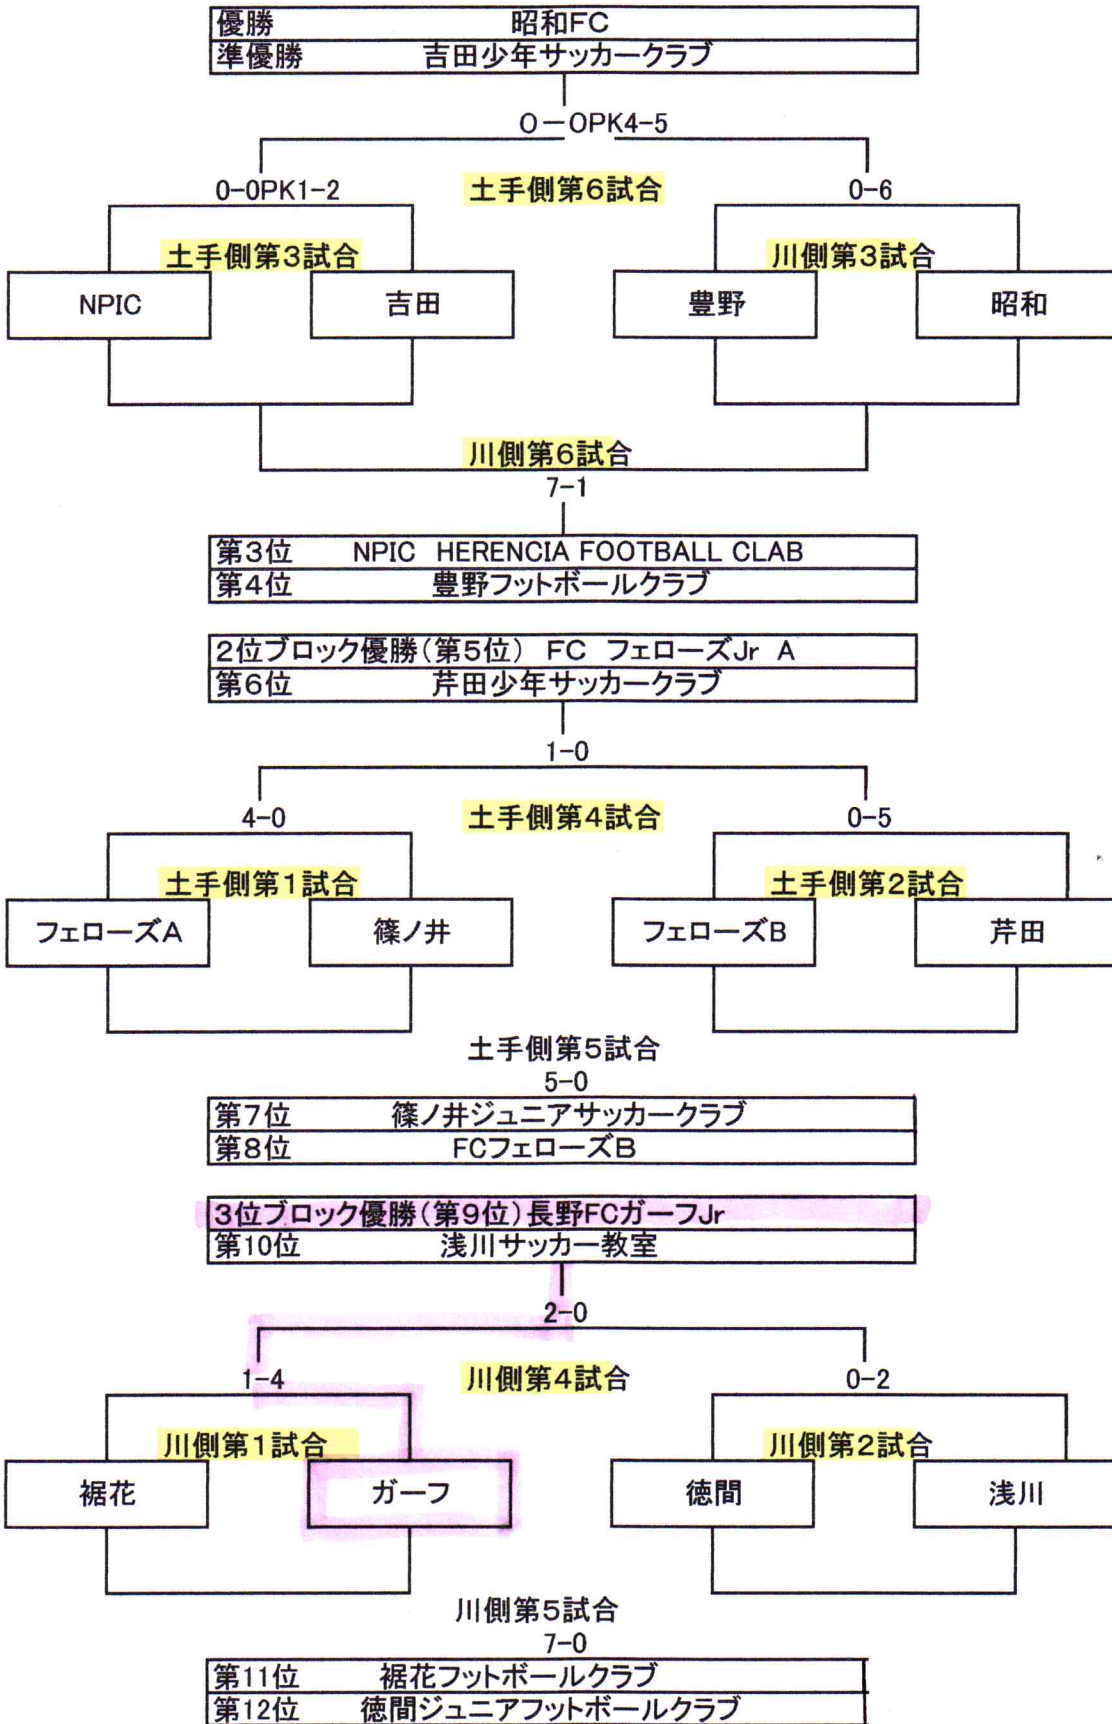 優勝 昭和FC
準優勝 吉田少年サッカークラブ
0-0PK4-5
0-0PK1-2 土手側第6試合 0-6
土手側第3試合 川側第3試合
NPIC 吉田 豊野 昭和
川側第6試合
7-1
第3位 NPIC HERENCIA FOOTBALL CLAB
第4位 豊野フットボールクラブ
2位ブロック優勝(第5位) FC フェローズJr A
第6位 芹田少年サッカークラブ
1-0
4-0 土手側第4試合 0-5
土手側第1試合 土手側第2試合
フェローズA 篠ノ井 フェローズB 芹田
土手側第5試合
5-0
第7位 篠ノ井ジュニアサッカークラブ
第8位 FCフェローズB
3位ブロック優勝(第9位)長野FCガーフJr
第10位 浅川サッカー教室
2-0
1-4 川側第4試合 0-2
川側第1試合 川側第2試合
裾花 ガーフ 徳間 浅川
川側第5試合
7-0
第11位 裾花フットボールクラブ
第12位 徳間ジュニアフットボールクラブ